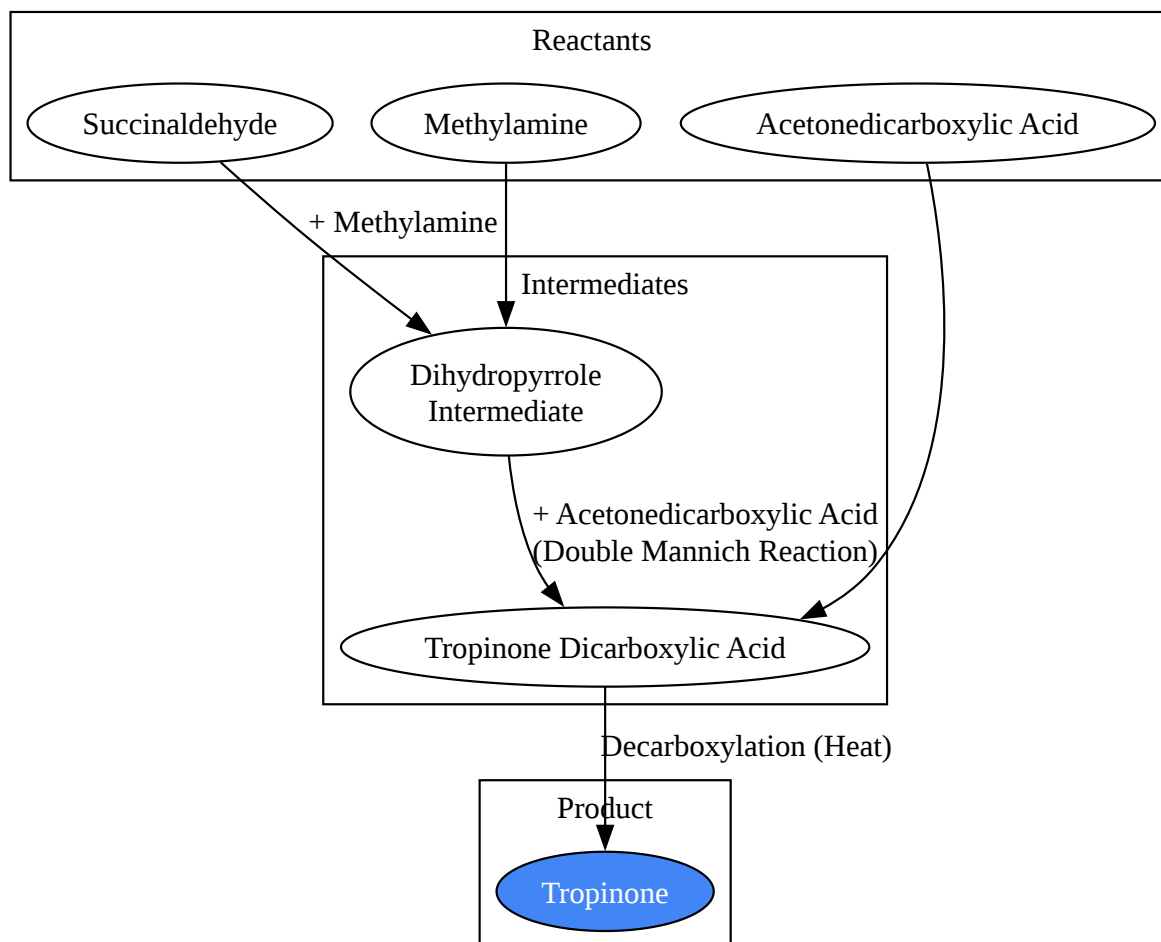 Reactants
Succinaldehyde
Methylamine
Acetonedicarboxylic Acid
+ Methylamine
Intermediates
Dihydropyrrole
Intermediate
+ Acetonedicarboxylic Acid
(Double Mannich Reaction)
Tropinone Dicarboxylic Acid
Decarboxylation (Heat)
Product
Tropinone